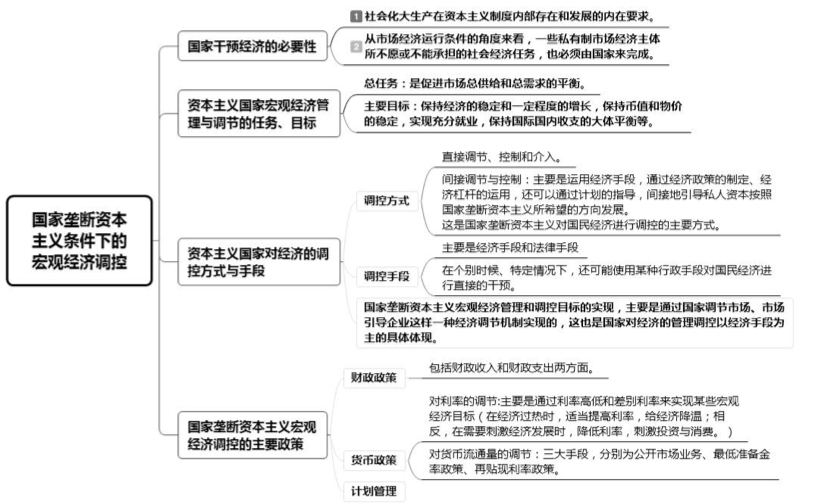 国家垄断资本
主义条件下的
宏观经济调控
国家干预经济的必要性
1 社会化大生产在资本主义制度内部存在和发展的内在要求。
2 从市场经济运行条件的角度来看，一些私有制市场经济主体
所不愿或不能承担的社会经济任务，也必须由国家来完成。
资本主义国家宏观经济管
理与调节的任务、目标
总任务：是促进市场总供给和总需求的平衡。
主要目标：保持经济的稳定和一定程度的增长，保持币值和物价
的稳定，实现充分就业，保持国际国内收支的大体平衡等。
资本主义国家对经济的调
控方式与手段
调控方式
直接调节、控制和介入。
间接调节与控制：主要是运用经济手段，通过经济政策的制定、经
济杠杆的运用，还可以通过计划的指导，间接地引导私人资本按照
国家垄断资本主义所希望的方向发展。
这是国家垄断资本主义对国民经济进行调控的主要方式。
调控手段
主要是经济手段和法律手段
在个别时候、特定情况下，还可能使用某种行政手段对国民经济进
行直接的干预。
国家垄断资本主义宏观经济管理和调控目标的实现，主要是通过国家调节市场、市场
引导企业这样一种经济调节机制实现的，这也是国家对经济的管理调控以经济手段为
主的具体体现。
国家垄断资本主义宏观
经济调控的主要政策
财政政策
包括财政收入和财政支出两方面。
货币政策
对利率的调节:主要是通过利率高低和差别利率来实现某些宏观
经济目标（在经济过热时，适当提高利率，给经济降温；相
反，在需要刺激经济发展时，降低利率，刺激投资与消费。）
对货币流通量的调节：三大手段，分别为公开市场业务、最低准备金
率政策、再贴现利率政策。
计划管理